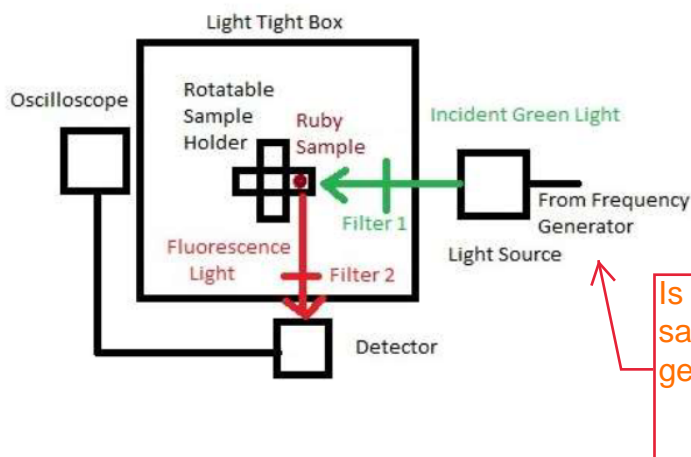 Light Tight Box
Oscilloscope
Rotatable
Sample
Holder
Ruby
Sample
Incident Green Light
Filter 1
From Frequency
Generator
Light Source
Fluorescence
Light
Filter 2
Detector
Is
sa
ge